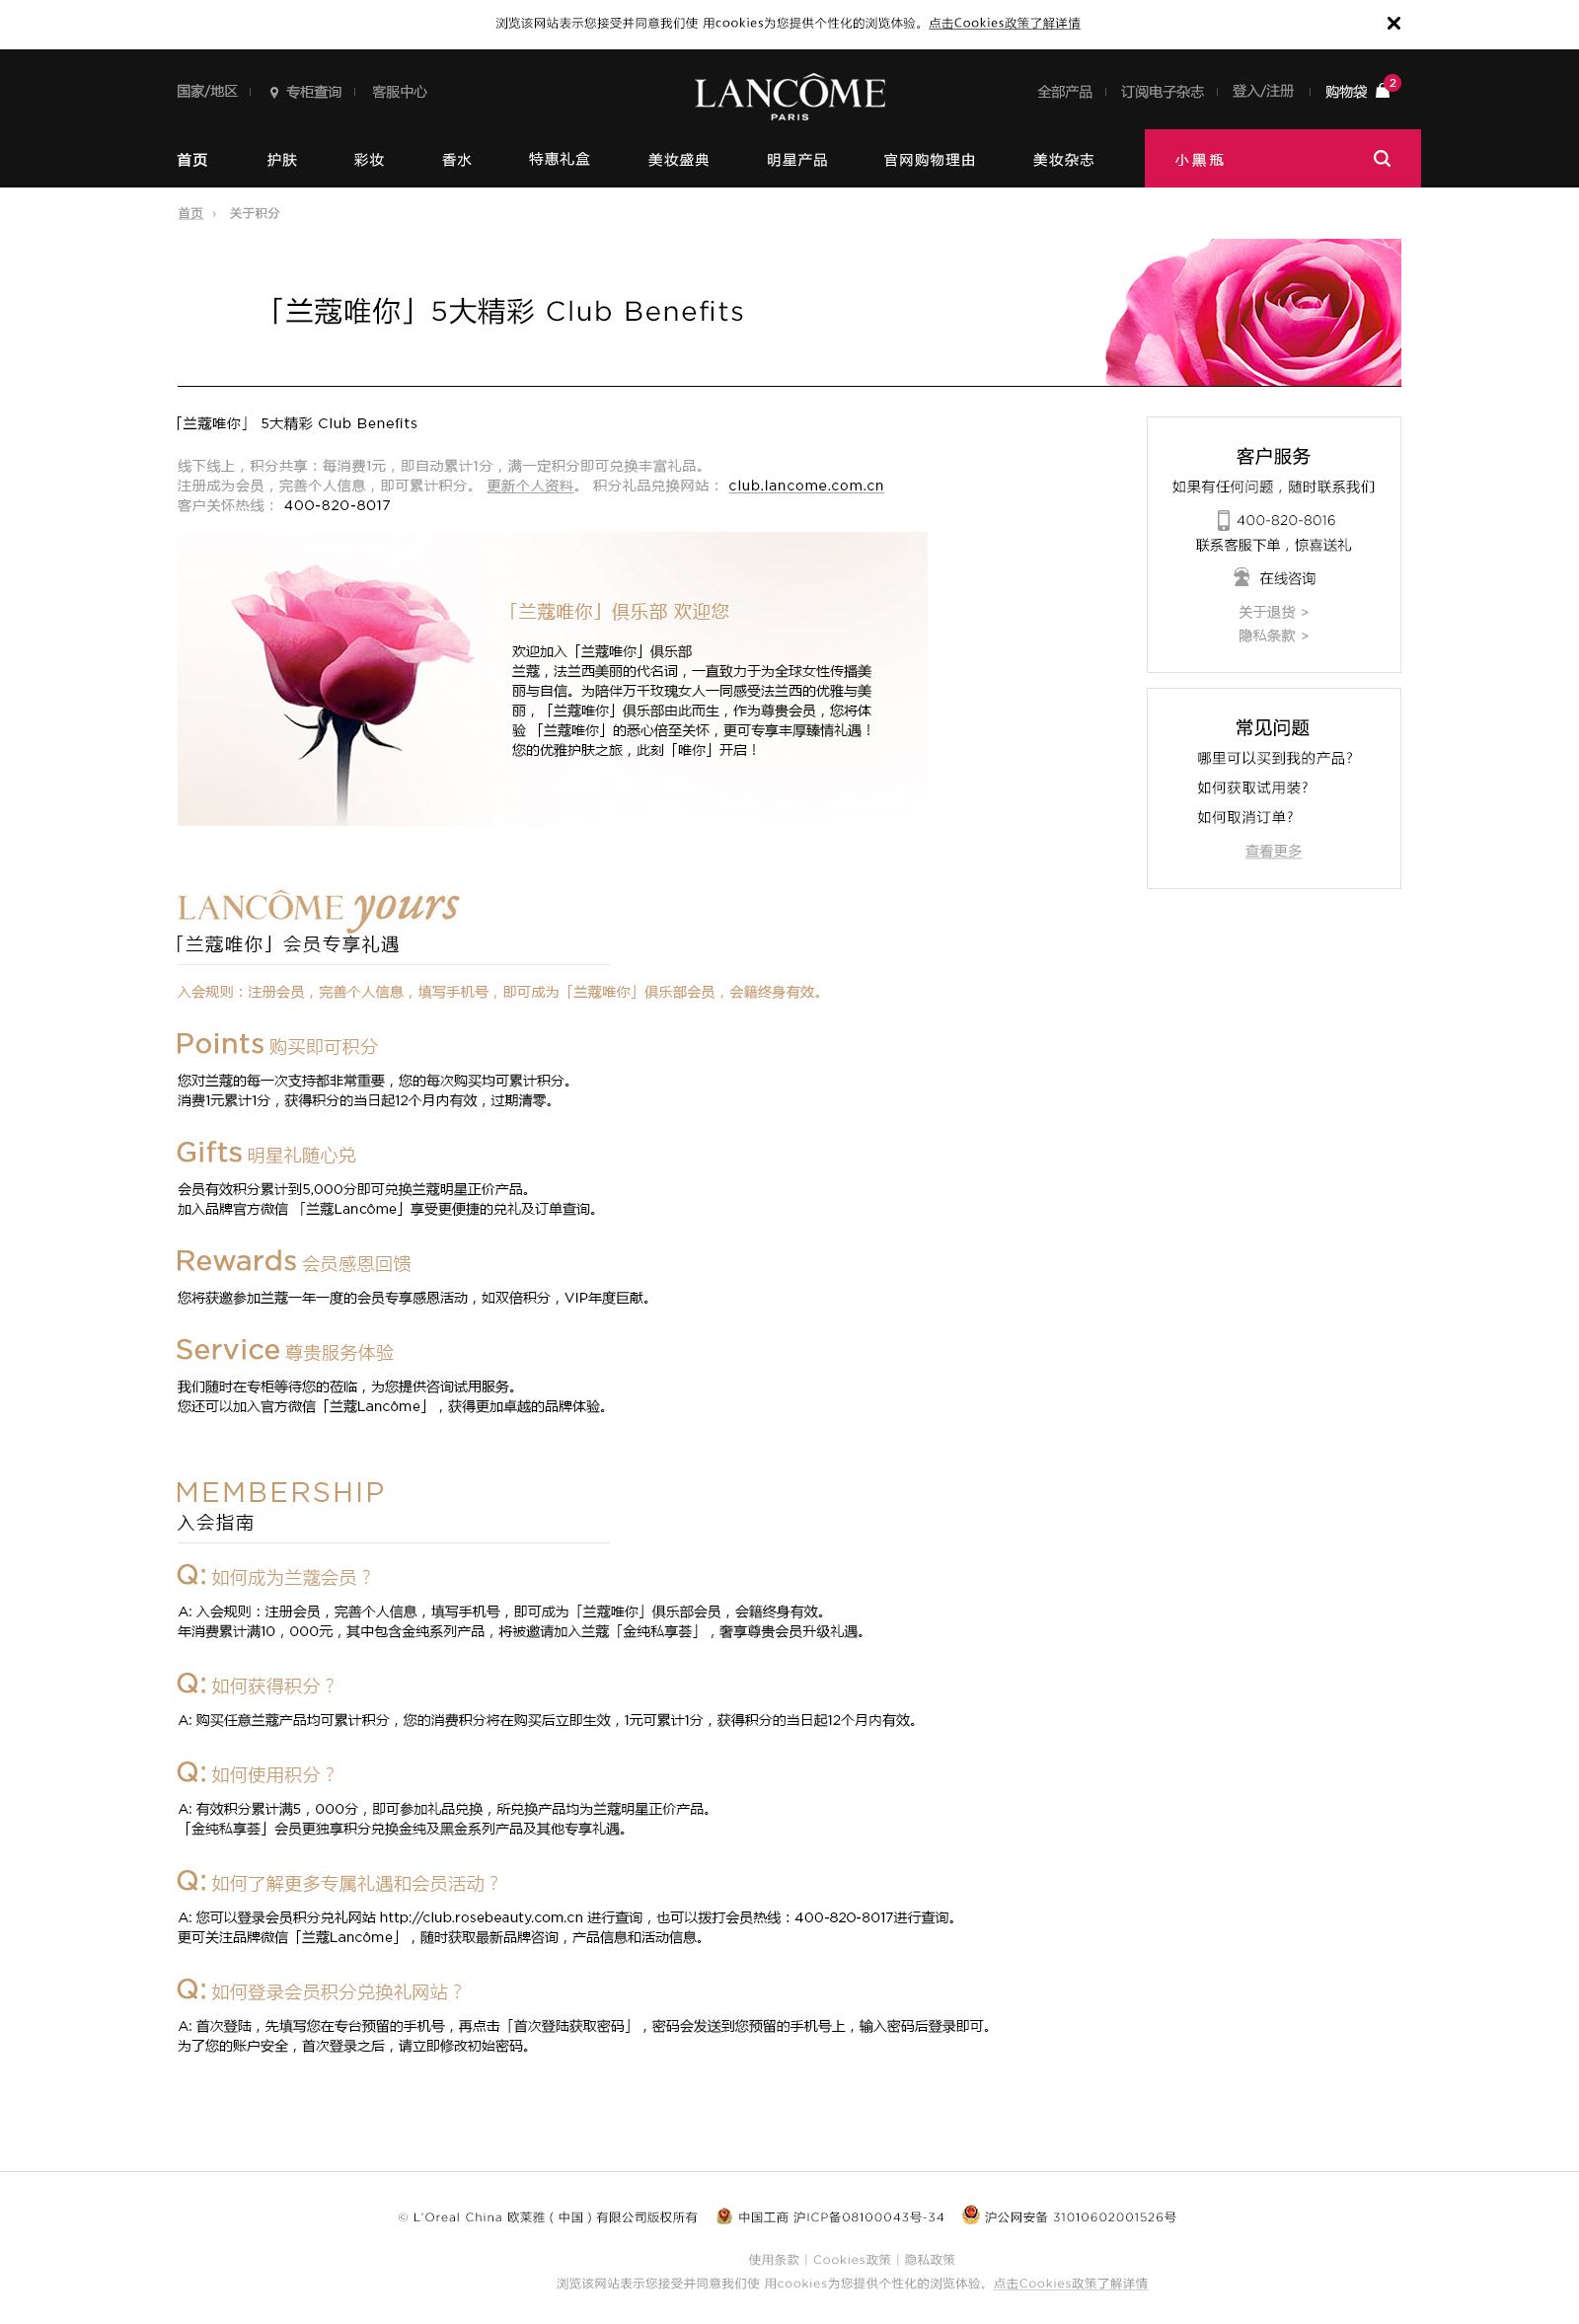 浏览该网站表示您接受并同意我们使 用cookies为您提供个性化的浏览体验。点击Cookies政策了解详情
国家/地区 专柜查询 客服中心
LANCÔME
PARIS
全部产品 订阅电子杂志 登入/注册 购物袋 2
首页 护肤 彩妆 香水 特惠礼盒 美妆盛典 明星产品 官网购物理由 美妆杂志 小黑瓶
首页 › 关于积分
「兰蔻唯你」5大精彩 Club Benefits
「兰蔻唯你」 5大精彩 Club Benefits
线下线上，积分共享：每消费1元，即自动累计1分，满一定积分即可兑换丰富礼品。
注册成为会员，完善个人信息，即可累计积分。 更新个人资料。 积分礼品兑换网站： club.lancome.com.cn
客户关怀热线： 400-820-8017
「兰蔻唯你」俱乐部 欢迎您
欢迎加入「兰蔻唯你」俱乐部
兰蔻，法兰西美丽的代名词，一直致力于为全球女性传播美
丽与自信。为陪伴万千玫瑰女人一同感受法兰西的优雅与美
丽，「兰蔻唯你」俱乐部由此而生，作为尊贵会员，您将体
验 「兰蔻唯你」的悉心倍至关怀，更可专享丰厚臻情礼遇！
您的优雅护肤之旅，此刻「唯你」开启！
客户服务
如果有任何问题，随时联系我们
400-820-8016
联系客服下单，惊喜送礼
在线咨询
关于退货 >
隐私条款 >
常见问题
哪里可以买到我的产品?
如何获取试用装?
如何取消订单?
查看更多
LANCÔME yours
「兰蔻唯你」会员专享礼遇
入会规则：注册会员，完善个人信息，填写手机号，即可成为「兰蔻唯你」俱乐部会员，会籍终身有效。
Points 购买即可积分
您对兰蔻的每一次支持都非常重要，您的每次购买均可累计积分。
消费1元累计1分，获得积分的当日起12个月内有效，过期清零。
Gifts 明星礼随心兑
会员有效积分累计到5,000分即可兑换兰蔻明星正价产品。
加入品牌官方微信 「兰蔻Lancôme」享受更便捷的兑礼及订单查询。
Rewards 会员感恩回馈
您将获邀参加兰蔻一年一度的会员专享感恩活动，如双倍积分，VIP年度巨献。
Service 尊贵服务体验
我们随时在专柜等待您的莅临，为您提供咨询试用服务。
您还可以加入官方微信「兰蔻Lancôme」，获得更加卓越的品牌体验。
MEMBERSHIP
入会指南
Q: 如何成为兰蔻会员？
A: 入会规则：注册会员，完善个人信息，填写手机号，即可成为「兰蔻唯你」俱乐部会员，会籍终身有效。
年消费累计满10，000元，其中包含金纯系列产品，将被邀请加入兰蔻「金纯私享荟」，奢享尊贵会员升级礼遇。
Q: 如何获得积分？
A: 购买任意兰蔻产品均可累计积分，您的消费积分将在购买后立即生效，1元可累计1分，获得积分的当日起12个月内有效。
Q: 如何使用积分？
A: 有效积分累计满5，000分，即可参加礼品兑换，所兑换产品均为兰蔻明星正价产品。
「金纯私享荟」会员更独享积分兑换金纯及黑金系列产品及其他专享礼遇。
Q: 如何了解更多专属礼遇和会员活动？
A: 您可以登录会员积分兑礼网站 http://club.rosebeauty.com.cn 进行查询，也可以拨打会员热线：400-820-8017进行查询。
更可关注品牌微信「兰蔻Lancôme」，随时获取最新品牌咨询，产品信息和活动信息。
Q: 如何登录会员积分兑换礼网站？
A: 首次登陆，先填写您在专台预留的手机号，再点击「首次登陆获取密码」，密码会发送到您预留的手机号上，输入密码后登录即可。
为了您的账户安全，首次登录之后，请立即修改初始密码。
© L'Oreal China 欧莱雅（中国）有限公司版权所有 中国工商 沪ICP备08100043号-34 沪公网安备 31010602001526号
使用条款 | Cookies政策 | 隐私政策
浏览该网站表示您接受并同意我们使 用cookies为您提供个性化的浏览体验。点击Cookies政策了解详情